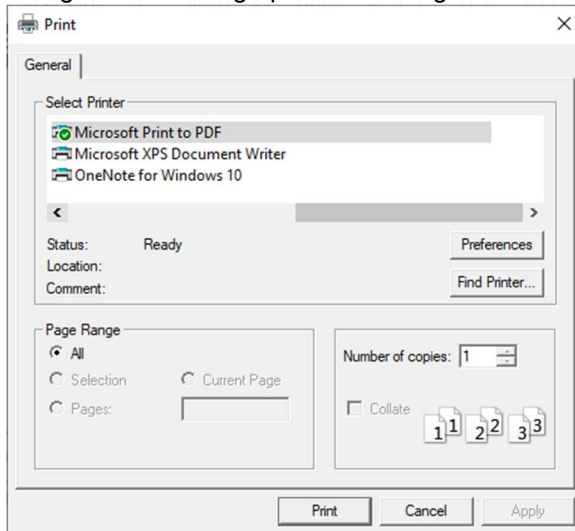 Print
General
Select Printer
Microsoft Print to PDF
Microsoft XPS Document Writer
OneNote for Windows 10
Status: Ready
Preferences
Location:
Comment:
Find Printer...
Page Range
All
Selection
Current Page
Pages:
Number of copies: 1
Collate
1 1 2 2 3 3
Print Cancel Apply